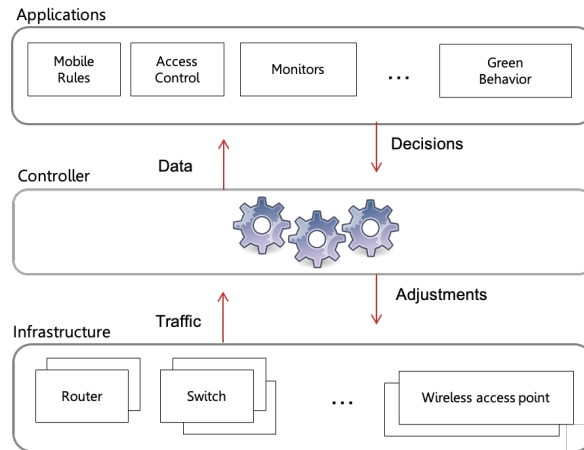 Applications
Mobile
Rules
Access
Control
Monitors
...
Green
Behavior
Data
Decisions
Controller
Traffic
Adjustments
Infrastructure
Router
Switch
...
Wireless access point